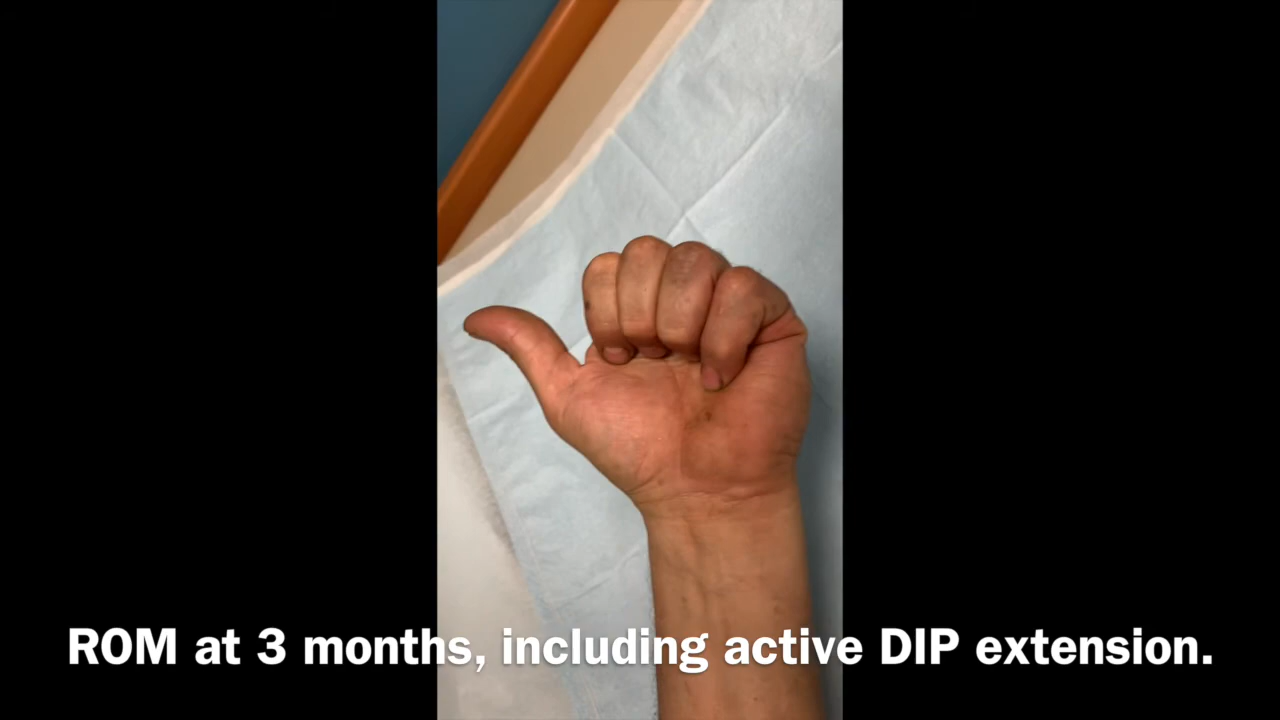 ROM at 3 months, including active DIP extension.